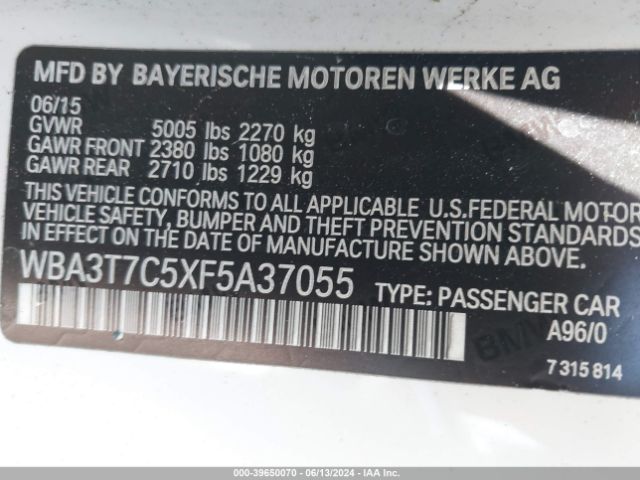 MFD BY BAYERISCHE MOTOREN WERKE AG
06/15
GVWR 5005 lbs 2270 kg
GAWR FRONT 2380 lbs 1080 kg
GAWR REAR 2710 lbs 1229 kg
THIS VEHICLE CONFORMS TO ALL APPLICABLE U.S.FEDERAL MOTOR
VEHICLE SAFETY, BUMPER AND THEFT PREVENTION STANDARDS
IN EFFECT ON THE DATE OF MANUFACTURE SHOWN ABOVE.
WBA3T7C5XF5A37055 TYPE: PASSENGER CAR
A96/0
7 315 814
000-39650070 - 06/13/2024 - IAA Inc.